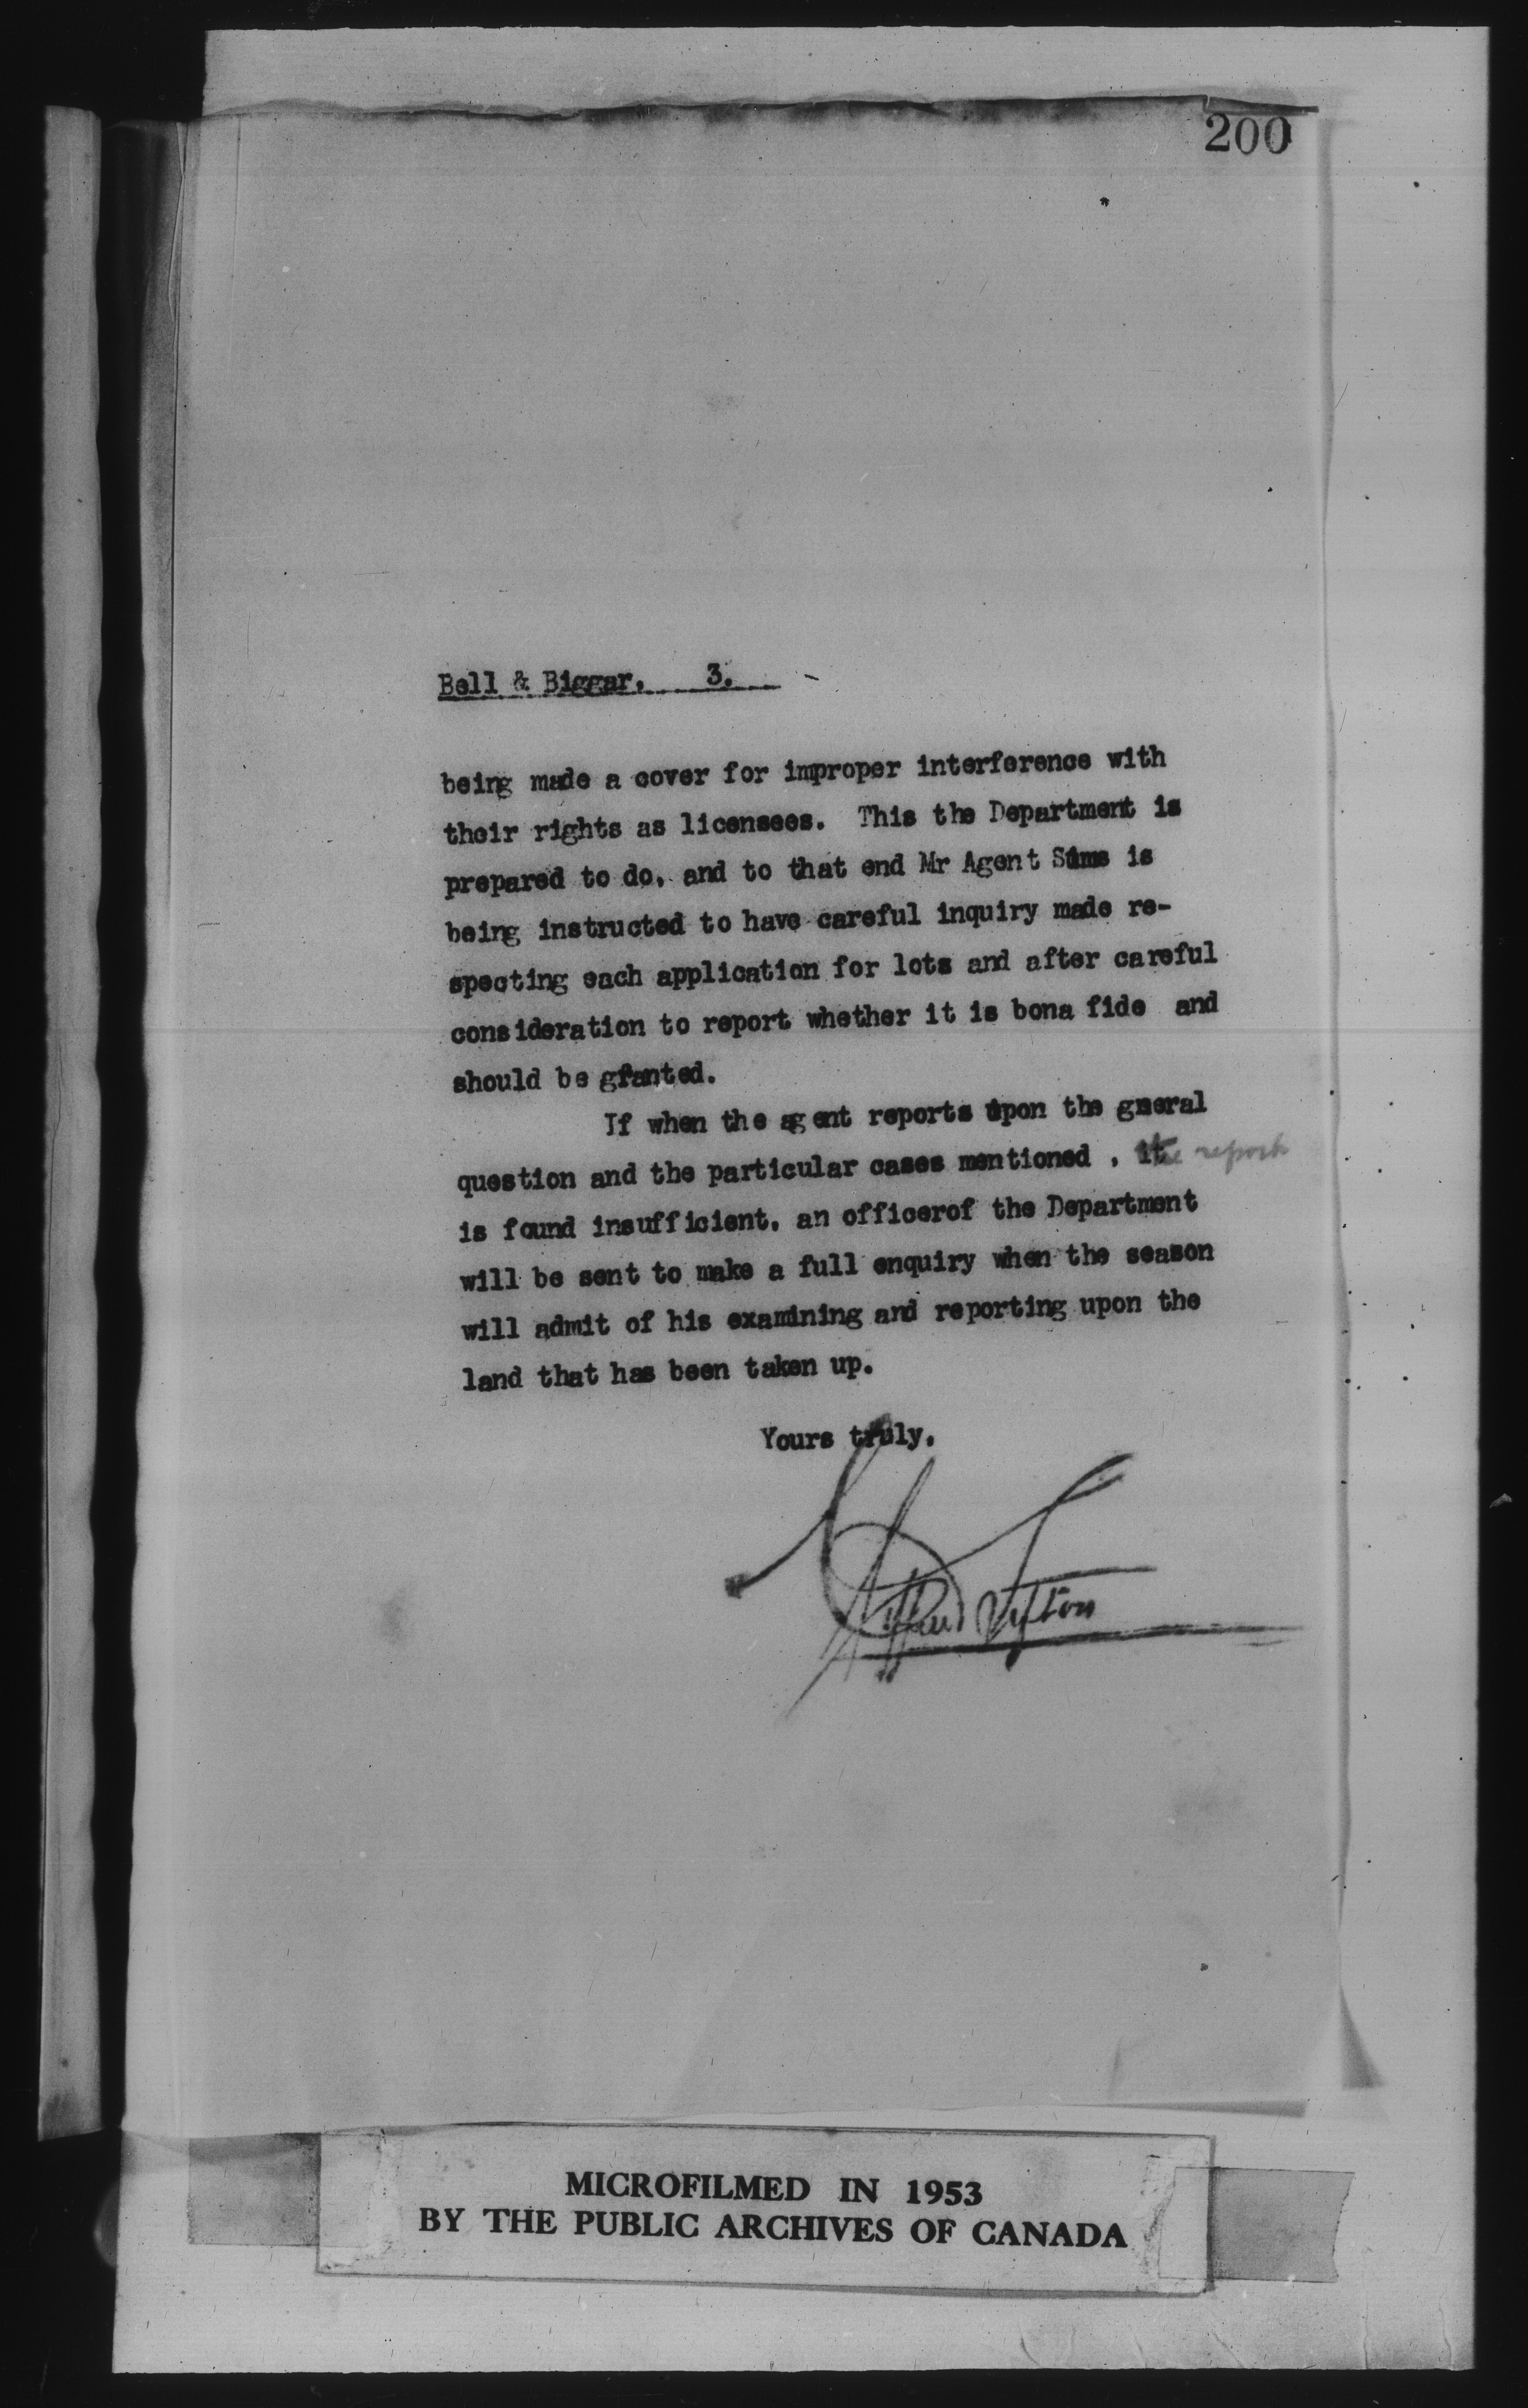 200
Bell & Biggar. 3.
being made a cover for improper interference with
their rights as licensees. This the Department is
prepared to do, and to that end Mr Agent Sims is
being instructed to have careful inquiry made re-
specting each application for lots and after careful
consideration to report whether it is bona fide and
should be granted.
If when the agent reports upon the gneral
question and the particular cases mentioned , the report
is found insufficient, an officerof the Department
will be sent to make a full enquiry when the season
will admit of his examining and reporting upon the
land that has been taken up.
Yours truly,
MICROFILMED IN 1953
BY THE PUBLIC ARCHIVES OF CANADA